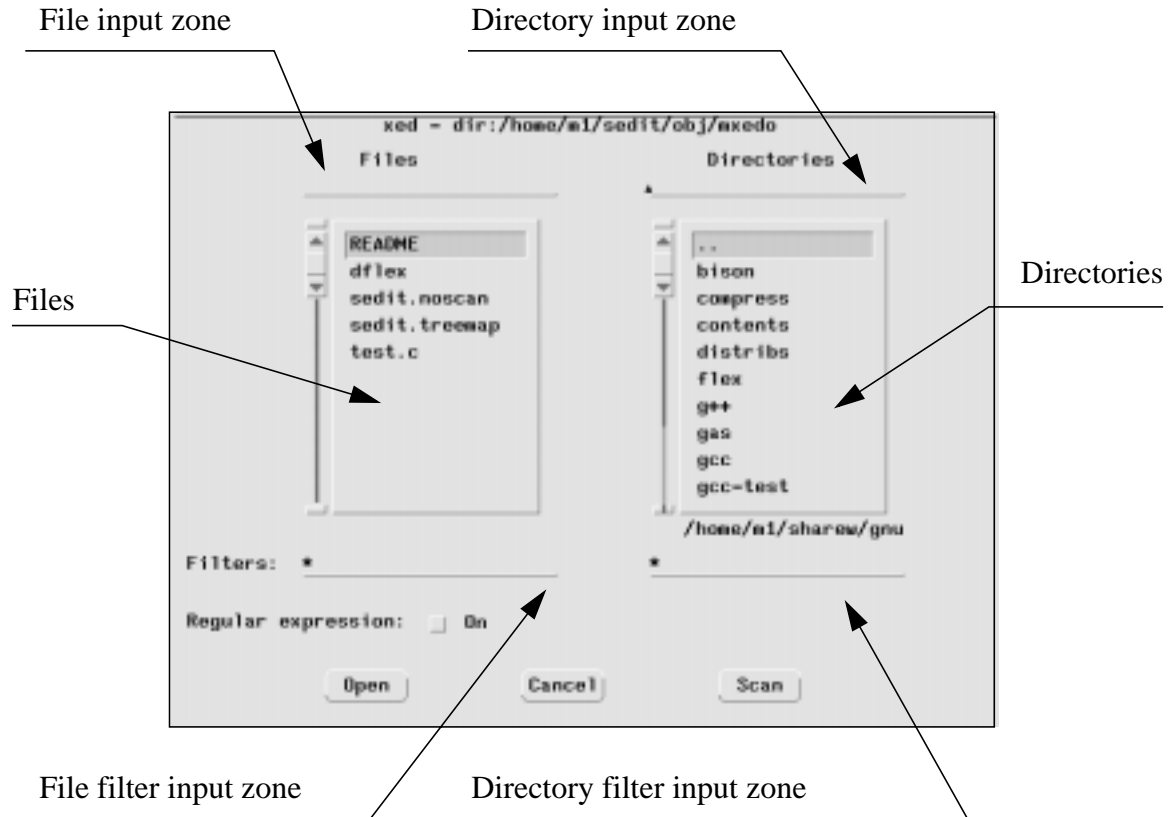 File input zone
Directory input zone
xed - dir:/home/m1/sedit/obj/mxedo
Files
Directories
README
dflex
sedit.noscan
sedit.treemap
test.c
..
bison
compress
contents
distribs
flex
g++
gas
gcc
gcc-test
/home/m1/sharew/gnu
Files
Directories
Filters: *
*
Regular expression: On
Open
Cancel
Scan
File filter input zone
Directory filter input zone